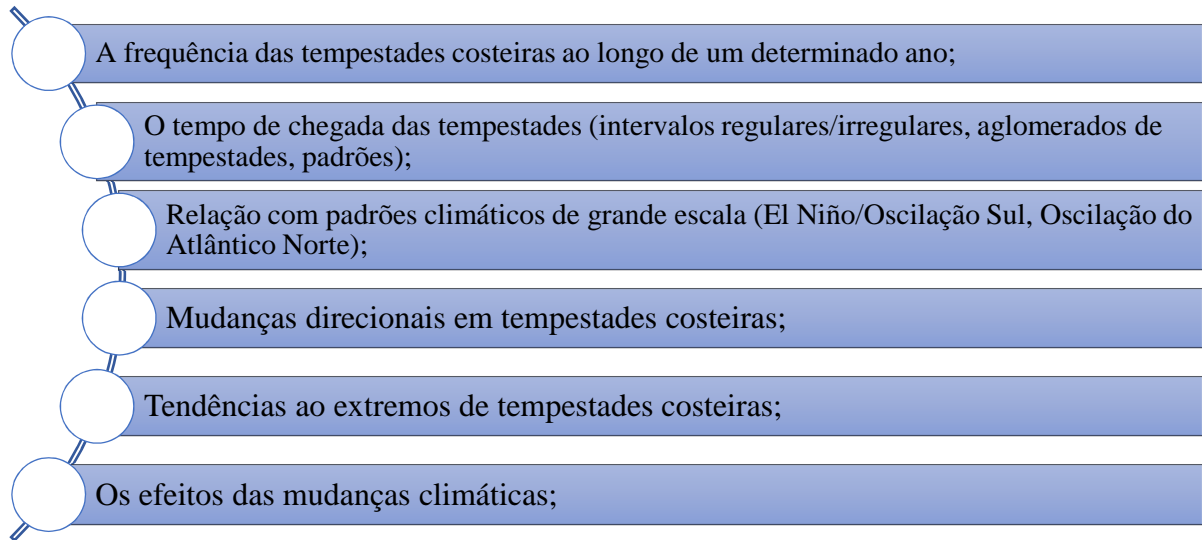 A frequência das tempestades costeiras ao longo de um determinado ano;
O tempo de chegada das tempestades (intervalos regulares/irregulares, aglomerados de
tempestades, padrões);
Relação com padrões climáticos de grande escala (El Niño/Oscilação Sul, Oscilação do
Atlântico Norte);
Mudanças direcionais em tempestades costeiras;
Tendências ao extremos de tempestades costeiras;
Os efeitos das mudanças climáticas;